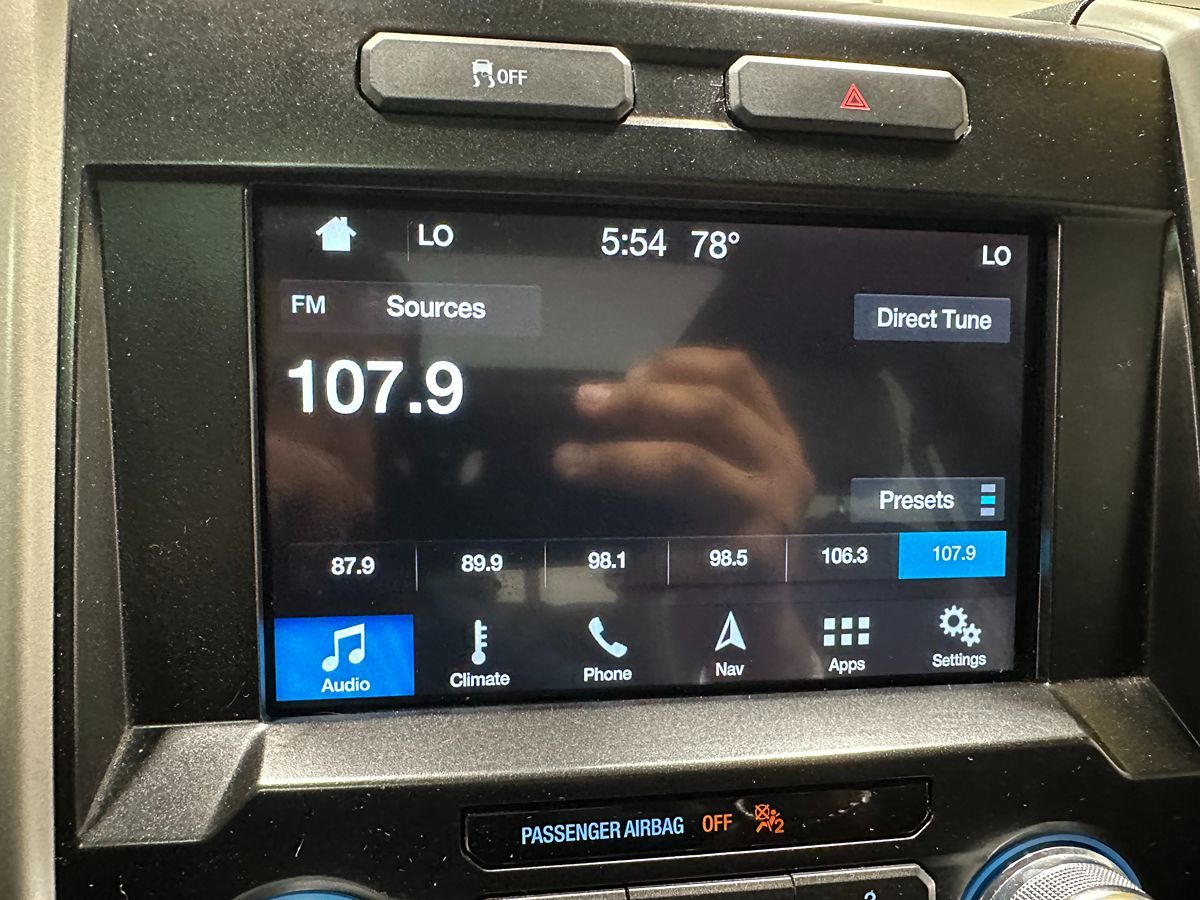 OFF
LO 5:54 78° LO
FM Sources Direct Tune
107.9
Presets
87.9 89.9 98.1 98.5 106.3 107.9
Audio Climate Phone Nav Apps Settings
PASSENGER AIRBAG OFF 2